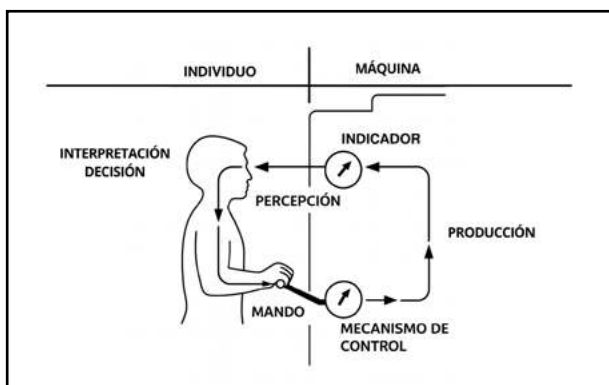 INDIVIDUO
MÁQUINA
INDICADOR
INTERPRETACIÓN
DECISIÓN
PERCEPCIÓN
PRODUCCIÓN
MANDO
MECANISMO DE
CONTROL